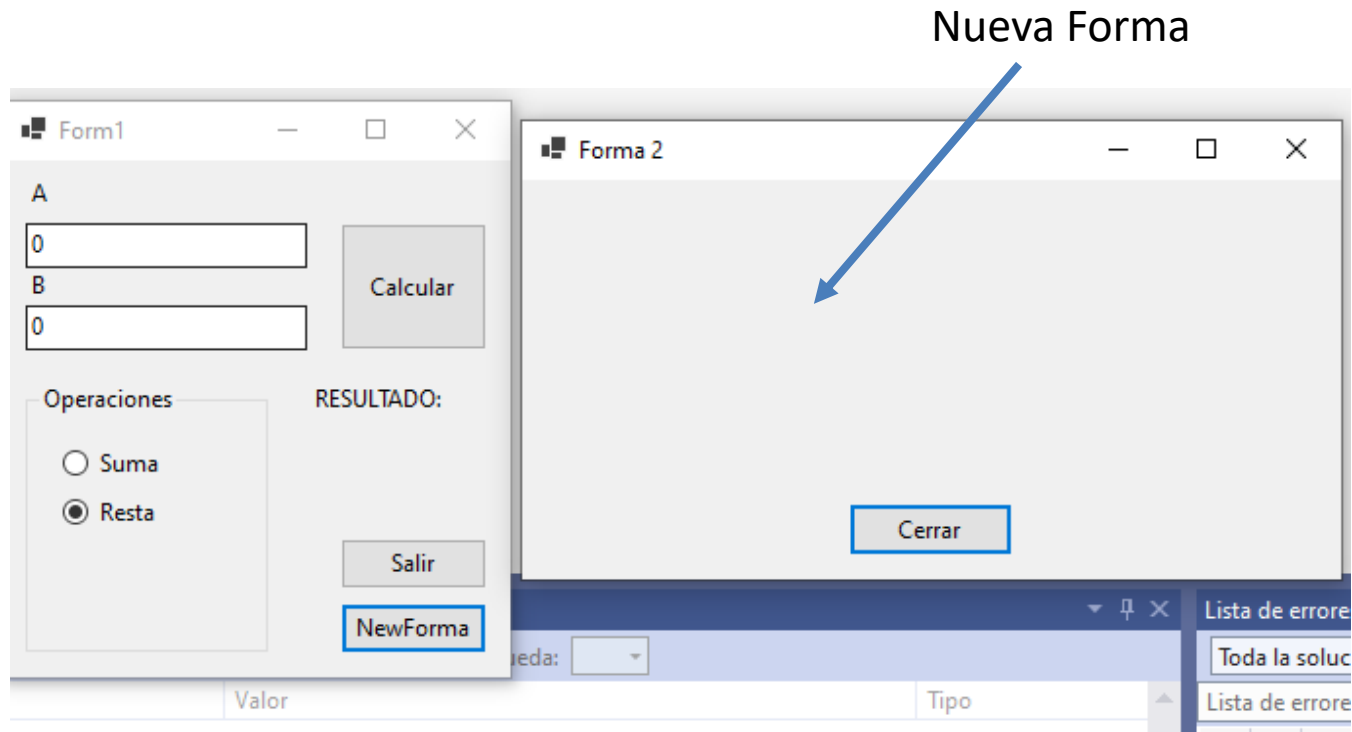 Nueva Forma
Form1
A
0
B
0
Calcular
Operaciones
Suma
Resta
RESULTADO:
Salir
NewForma
Forma 2
Cerrar
Lista de errore
Toda la soluc
Lista de errore
ueda:
Valor
Tipo